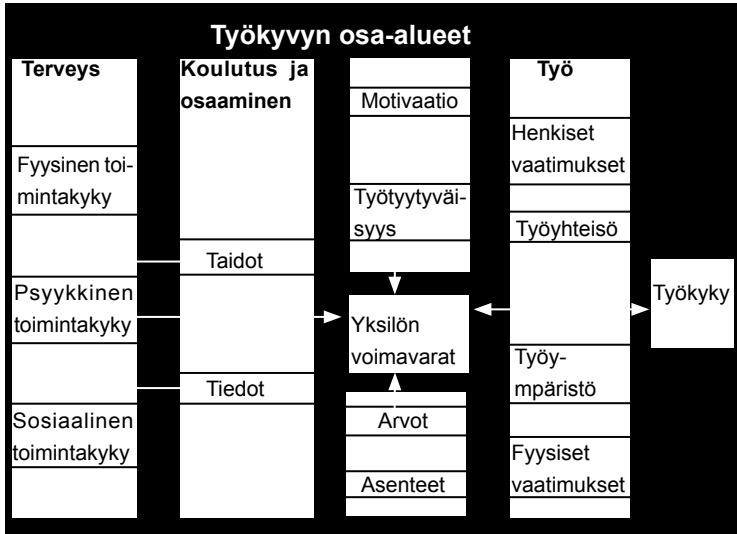 Työkyvyn osa-alueet
Terveys
Fyysinen toi-
mintakyky
Psyykkinen
toimintakyky
Sosiaalinen
toimintakyky
Koulutus ja
osaaminen
Taidot
Tiedot
Motivaatio
Työtyytyväi-
syys
Yksilön
voimavarat
Arvot
Asenteet
Työ
Henkiset
vaatimukset
Työyhteisö
Työy-
mpäristö
Fyysiset
vaatimukset
Työkyky